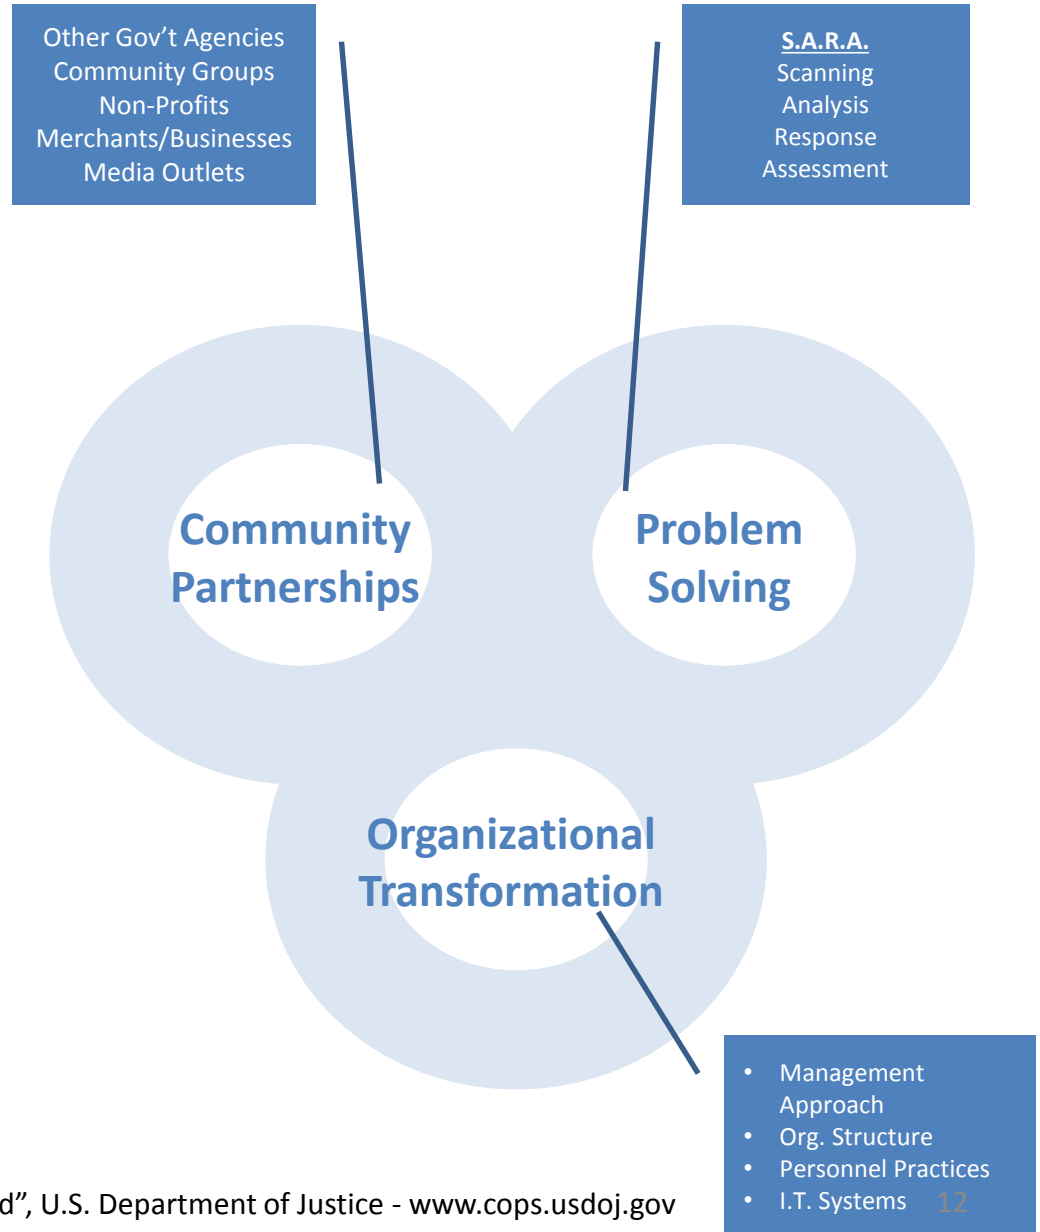 Other Gov't Agencies
Community Groups
Non-Profits
Merchants/Businesses
Media Outlets
S.A.R.A.
Scanning
Analysis
Response
Assessment
Community
Partnerships
Problem
Solving
Organizational
Transformation
• Management
Approach
• Org. Structure
• Personnel Practices
• I.T. Systems
12
d”, U.S. Department of Justice - www.cops.usdoj.gov